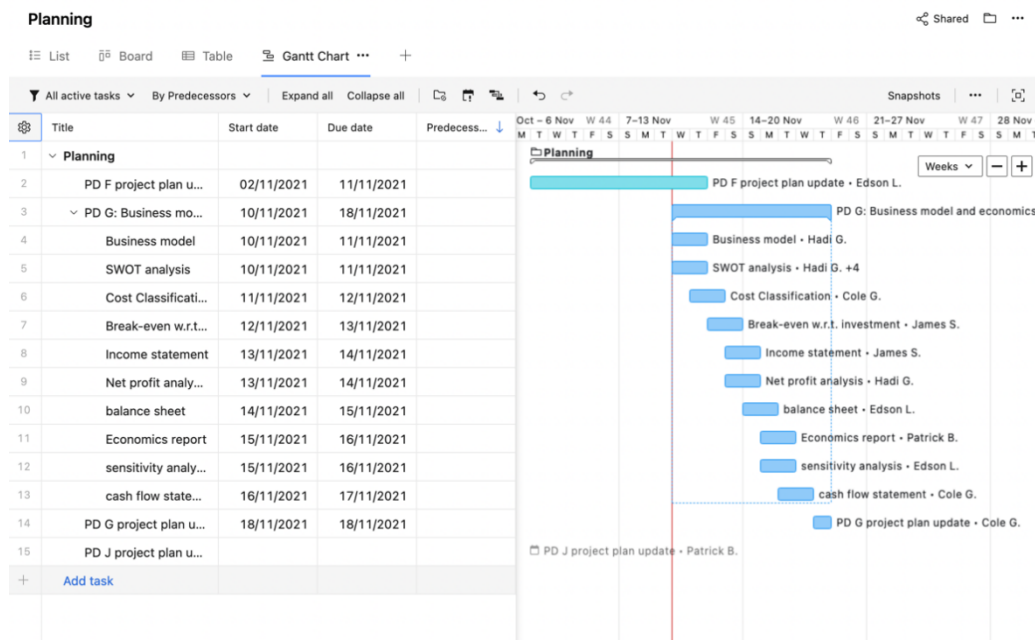 Planning
Shared
List Board Table Gantt Chart
All active tasks By Predecessors Expand all Collapse all Snapshots
Title Start date Due date Predecess...
Oct – 6 Nov W 44 7–13 Nov W 45 14–20 Nov W 46 21–27 Nov W 47 28 Nov
M T W T F S S M T W T F S S M T W T F S S M T W T F S S M T
1 Planning
Planning
Weeks
2 PD F project plan u... 02/11/2021 11/11/2021
PD F project plan update • Edson L.
3 PD G: Business mo... 10/11/2021 18/11/2021
PD G: Business model and economics
4 Business model 10/11/2021 11/11/2021
Business model • Hadi G.
5 SWOT analysis 10/11/2021 11/11/2021
SWOT analysis • Hadi G. +4
6 Cost Classificati... 11/11/2021 12/11/2021
Cost Classification • Cole G.
7 Break-even w.r.t... 12/11/2021 13/11/2021
Break-even w.r.t. investment • James S.
8 Income statement 13/11/2021 14/11/2021
Income statement • James S.
9 Net profit analy... 13/11/2021 14/11/2021
Net profit analysis • Hadi G.
10 balance sheet 14/11/2021 15/11/2021
balance sheet • Edson L.
11 Economics report 15/11/2021 16/11/2021
Economics report • Patrick B.
12 sensitivity analy... 15/11/2021 16/11/2021
sensitivity analysis • Edson L.
13 cash flow state... 16/11/2021 17/11/2021
cash flow statement • Cole G.
14 PD G project plan u... 18/11/2021 18/11/2021
PD G project plan update • Cole G.
15 PD J project plan u...
PD J project plan update • Patrick B.
Add task